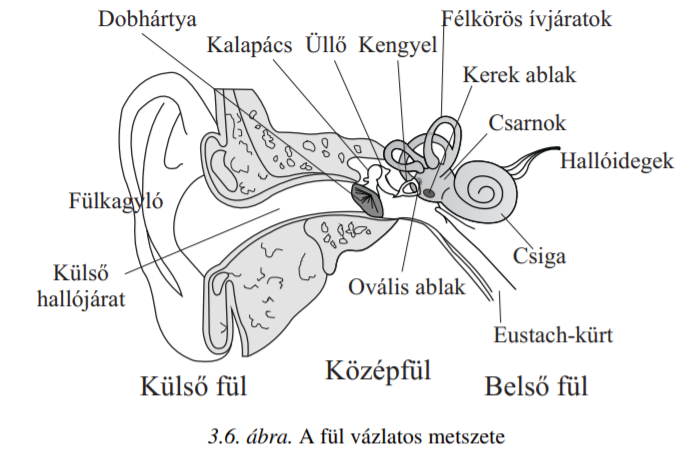 Dobhártya
Félkörös ívjáratok
Kalapács Üllő Kengyel
Kerek ablak
Csarnok
Hallóidegek
Fülkagyló
Csiga
Külső
hallójárat
Ovális ablak
Eustach-kürt
Külső fül
Középfül
Belső fül
3.6. ábra. A fül vázlatos metszete